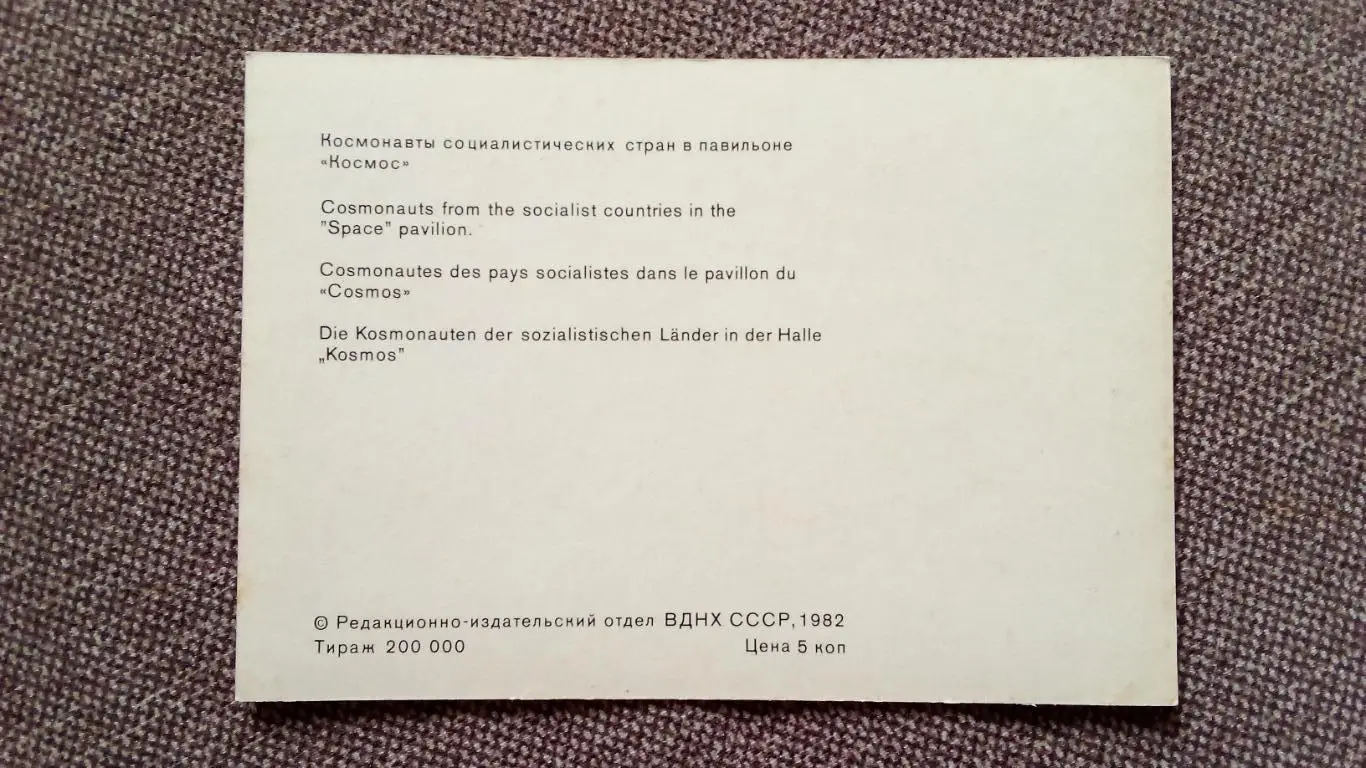 Космонавты социалистических стран в павильоне
«Космос»
Cosmonauts from the socialist countries in the
"Space" pavilion.
Cosmonautes des pays socialistes dans le pavillon du
«Cosmos»
Die Kosmonauten der sozialistischen Länder in der Halle
„Kosmos”
© Редакционно-издательский отдел ВДНХ СССР, 1982
Тираж 200 000 Цена 5 коп